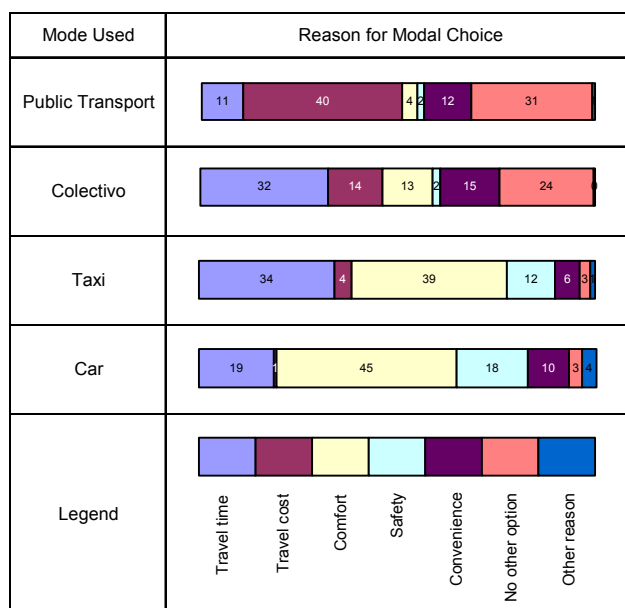 Mode Used
Reason for Modal Choice
Public Transport
11 40 4 2 12 31
Colectivo
32 14 13 2 15 24 0
Taxi
34 4 39 12 6 3 1
Car
19 1 45 18 10 3 4
Legend
Travel time
Travel cost
Comfort
Safety
Convenience
No other option
Other reason